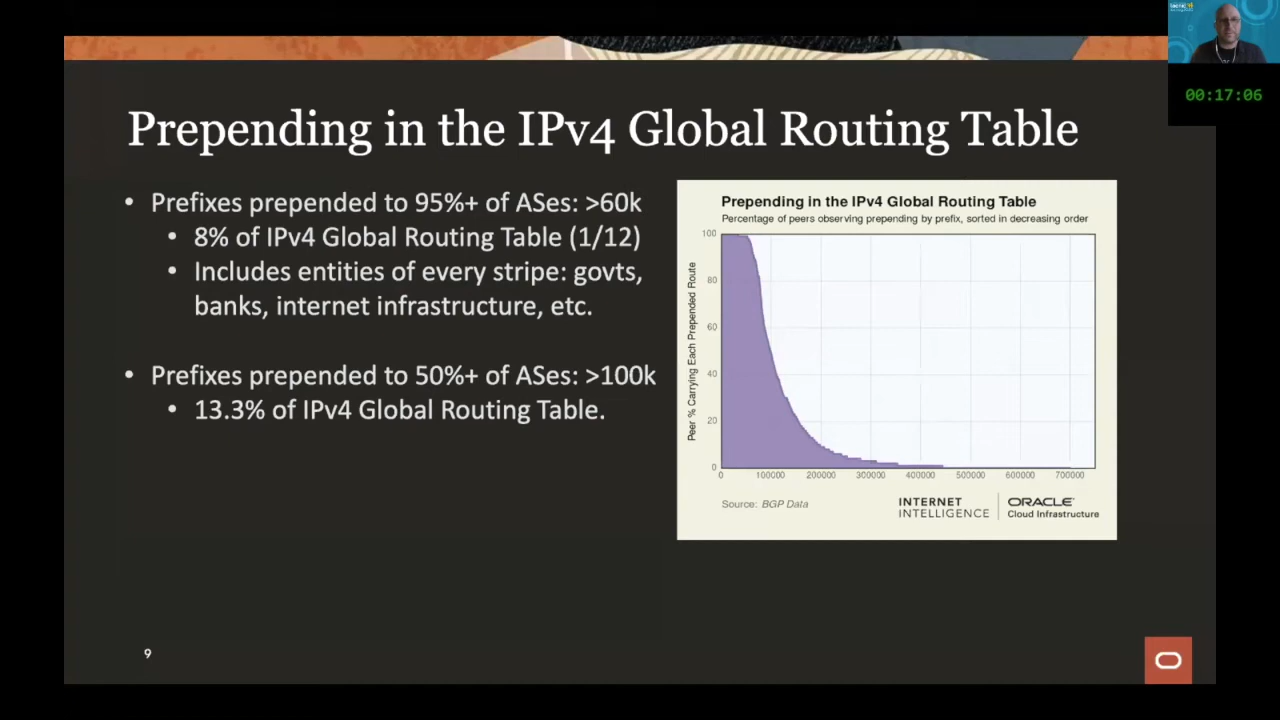 00:17:06
Prepending in the IPv4 Global Routing Table
• Prefixes prepended to 95%+ of ASes: >60k
• 8% of IPv4 Global Routing Table (1/12)
• Includes entities of every stripe: govts,
banks, internet infrastructure, etc.
• Prefixes prepended to 50%+ of ASes: >100k
• 13.3% of IPv4 Global Routing Table.
Prepending in the IPv4 Global Routing Table
Percentage of peers observing prepending by prefix, sorted in decreasing order
Peer % Carrying Each Prepended Route
100
80
60
40
20
0
0 100000 200000 300000 400000 500000 600000 700000
Source: BGP Data
INTERNET
INTELLIGENCE
ORACLE
Cloud Infrastructure
9